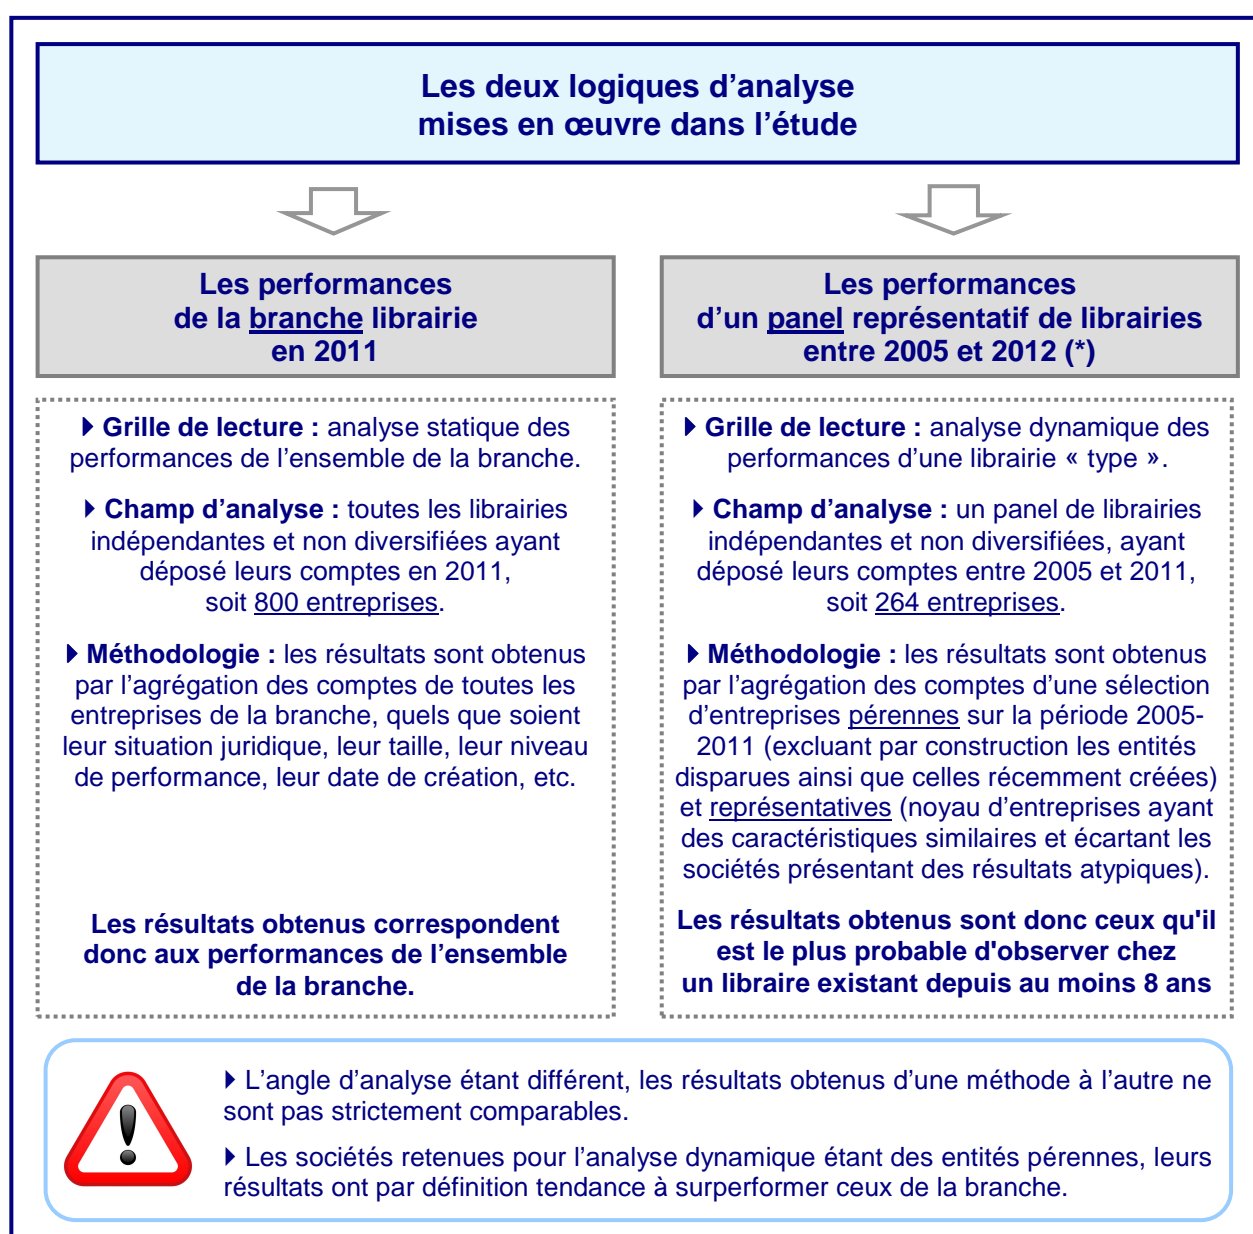 Les deux logiques d’analyse
mises en œuvre dans l’étude
Les performances
de la branche librairie
en 2011
▶ Grille de lecture : analyse statique des
performances de l’ensemble de la branche.
▶ Champ d’analyse : toutes les librairies
indépendantes et non diversifiées ayant
déposé leurs comptes en 2011,
soit 800 entreprises.
▶ Méthodologie : les résultats sont obtenus
par l’agrégation des comptes de toutes les
entreprises de la branche, quels que soient
leur situation juridique, leur taille, leur niveau
de performance, leur date de création, etc.
Les résultats obtenus correspondent
donc aux performances de l’ensemble
de la branche.
Les performances
d’un panel représentatif de librairies
entre 2005 et 2012 (*)
▶ Grille de lecture : analyse dynamique des
performances d’une librairie « type ».
▶ Champ d’analyse : un panel de librairies
indépendantes et non diversifiées, ayant
déposé leurs comptes entre 2005 et 2011,
soit 264 entreprises.
▶ Méthodologie : les résultats sont obtenus
par l’agrégation des comptes d’une sélection
d’entreprises pérennes sur la période 2005-
2011 (excluant par construction les entités
disparues ainsi que celles récemment créées)
et représentatives (noyau d’entreprises ayant
des caractéristiques similaires et écartant les
sociétés présentant des résultats atypiques).
Les résultats obtenus sont donc ceux qu'il
est le plus probable d'observer chez
un libraire existant depuis au moins 8 ans
▶ L’angle d’analyse étant différent, les résultats obtenus d’une méthode à l’autre ne
sont pas strictement comparables.
▶ Les sociétés retenues pour l’analyse dynamique étant des entités pérennes, leurs
résultats ont par définition tendance à surperformer ceux de la branche.